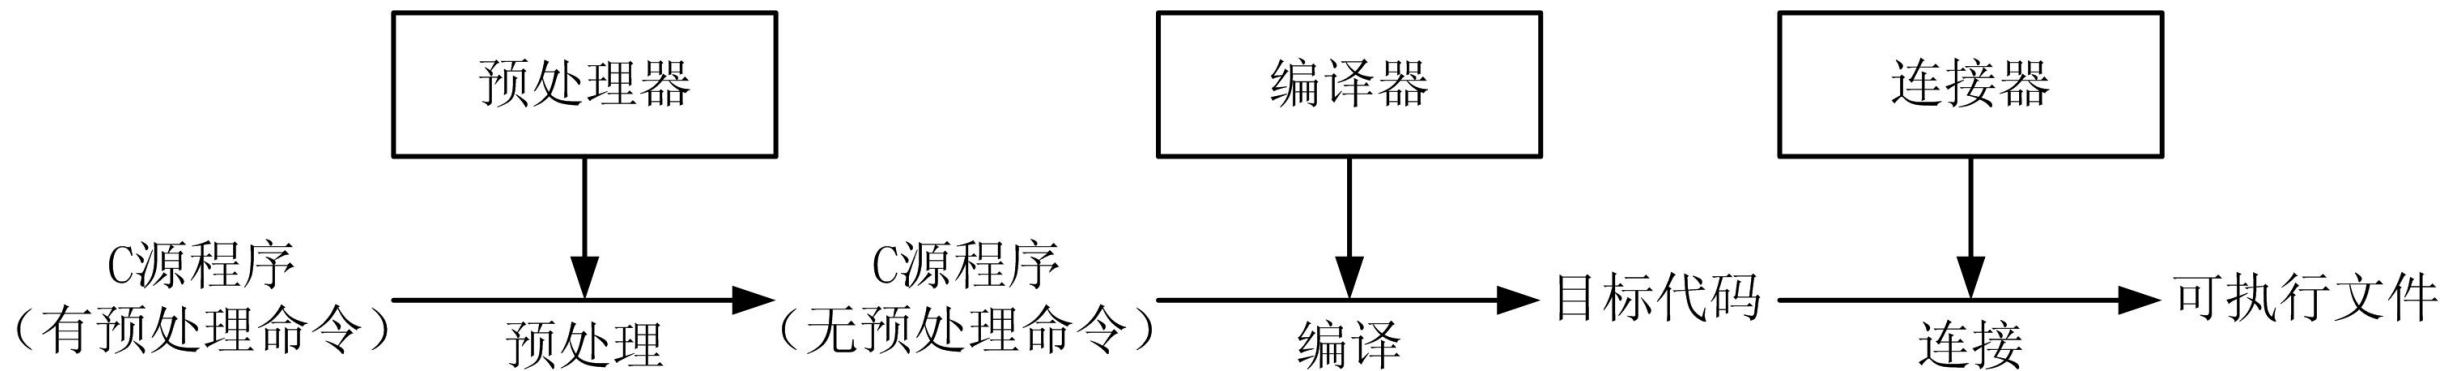 预处理器
编译器
连接器
C源程序
(有预处理命令)
预处理
C源程序
(无预处理命令)
编译
目标代码
连接
可执行文件